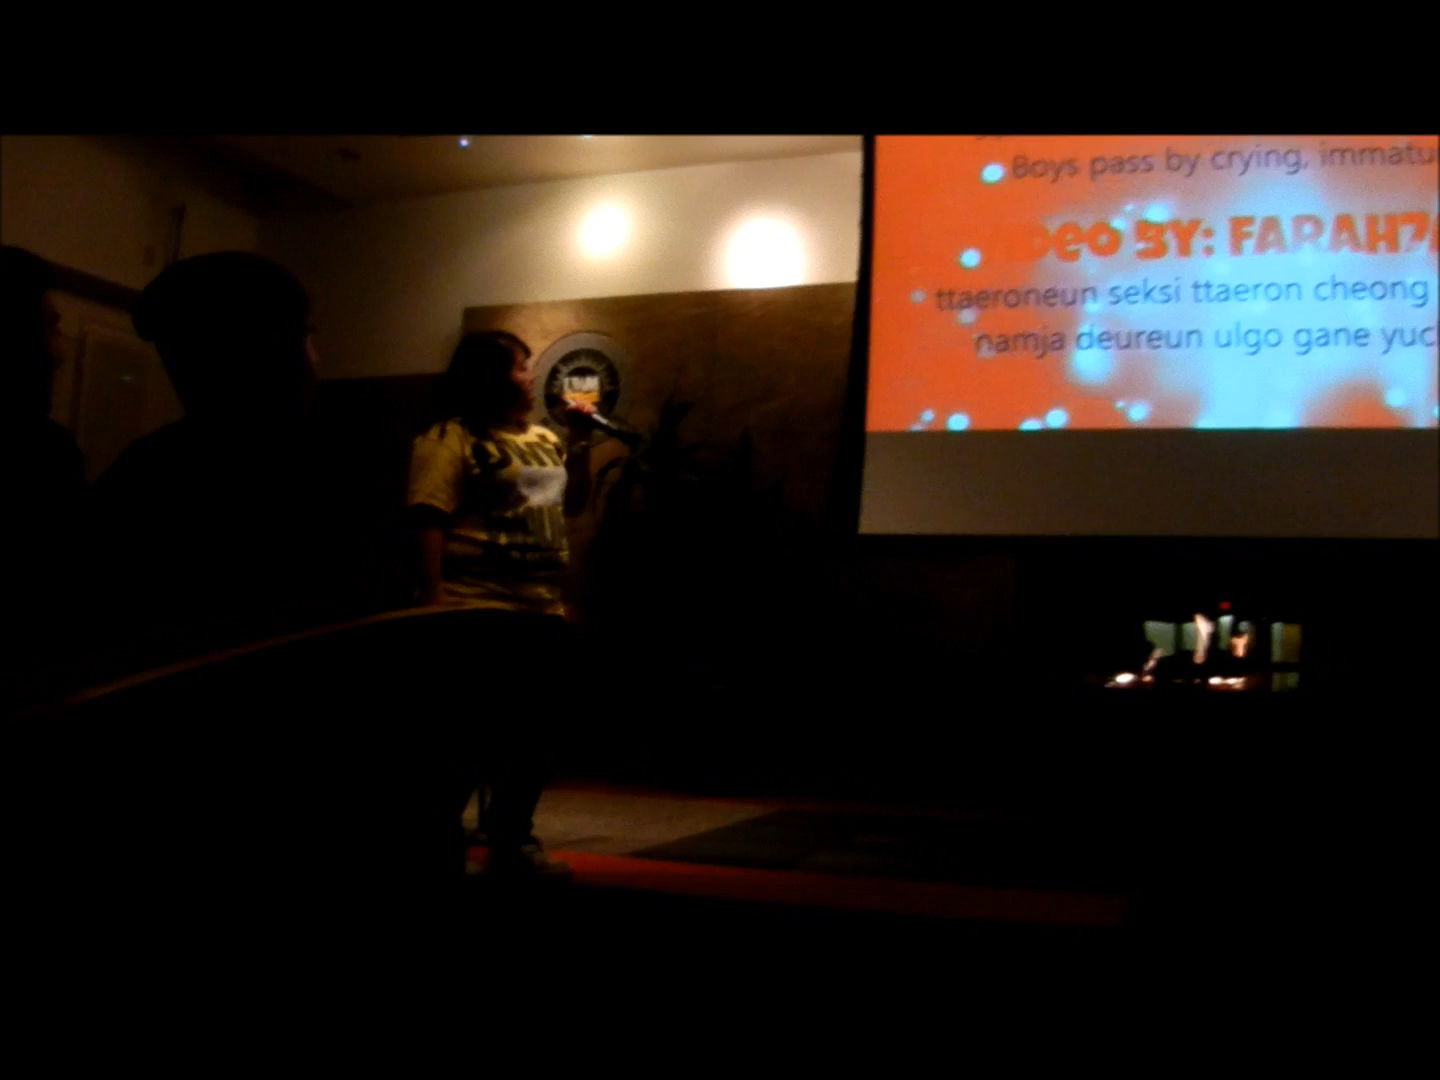 Boys pass by crying, immatu
DEO BY: FARAH
ttaeroneun seksi ttaeron cheong
namja deureun ulgo gane yuc